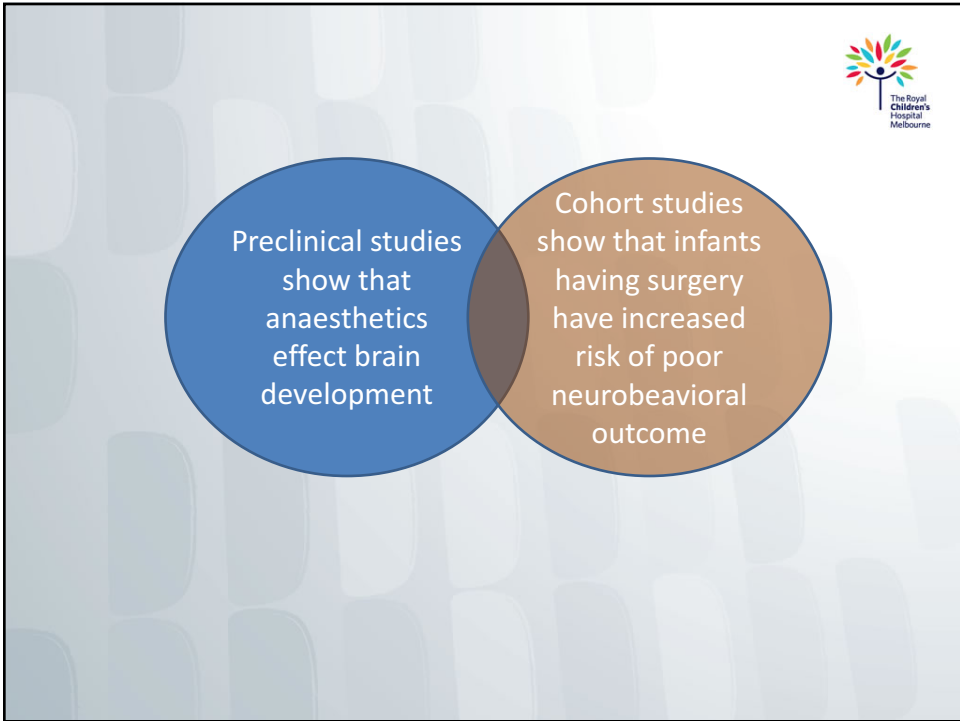 The Royal
Children's
Hospital
Melbourne
Preclinical studies
show that
anaesthetics
effect brain
development
Cohort studies
show that infants
having surgery
have increased
risk of poor
neurobeavioral
outcome